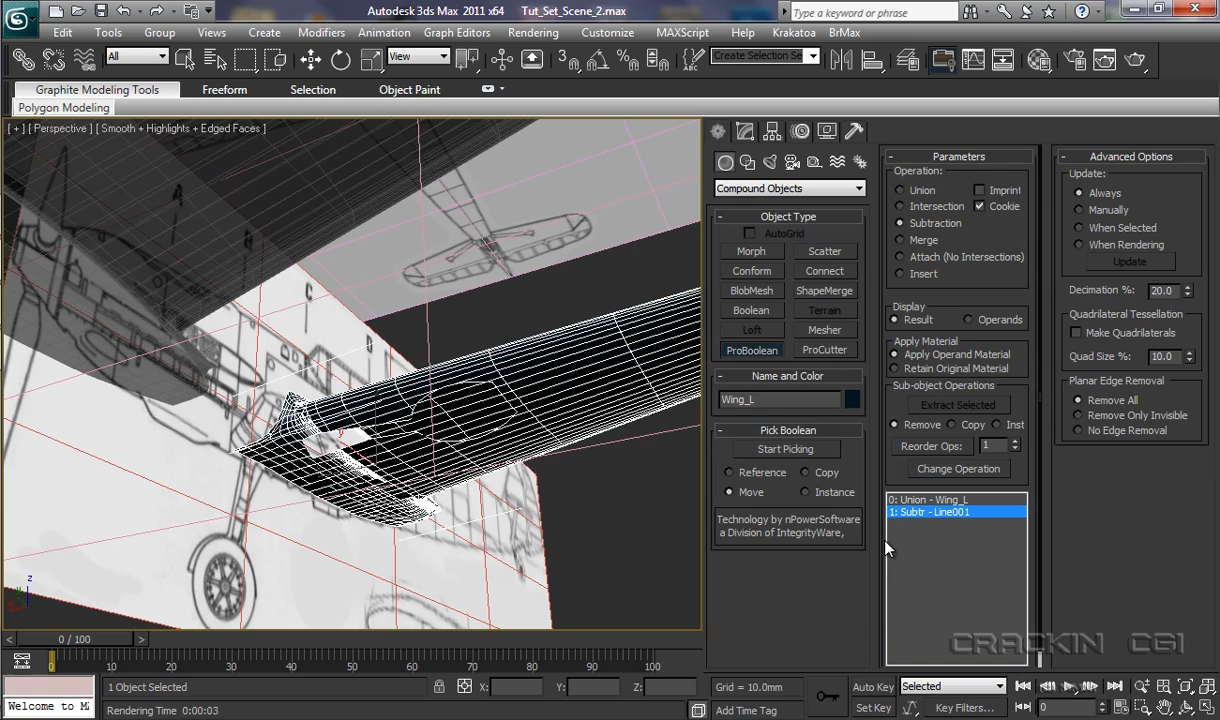 Autodesk 3ds Max 2011 x64 Tut_Set_Scene_2.max
Type a keyword or phrase
Edit Tools Group Views Create Modifiers Animation Graph Editors Rendering Customize MAXScript Help Krakatoa BrMax
All View Create Selection Se
Graphite Modeling Tools Freeform Selection Object Paint
Polygon Modeling
[ + ] [ Perspective ] [ Smooth + Highlights + Edged Faces ]
A
B
C
D
y
z
Compound Objects
- Object Type
AutoGrid
Morph Scatter
Conform Connect
BlobMesh ShapeMerge
Boolean Terrain
Loft Mesher
ProBoolean ProCutter
- Name and Color
Wing_L
- Pick Boolean
Start Picking
Reference Copy
Move Instance
Technology by nPowerSoftware
a Division of IntegrityWare,
- Parameters
Operation:
Union Imprint
Intersection Cookie
Subtraction
Merge
Attach (No Intersections)
Insert
Display
Result Operands
Apply Material
Apply Operand Material
Retain Original Material
Sub-object Operations
Extract Selected
Remove Copy Inst
Reorder Ops: 1
Change Operation
0: Union - Wing_L
1: Subtr - Line001
- Advanced Options
Update:
Always
Manually
When Selected
When Rendering
Update
Decimation %: 20.0
Quadrilateral Tessellation
Make Quadrilaterals
Quad Size %: 10.0
Planar Edge Removal
Remove All
Remove Only Invisible
No Edge Removal
CRACKIN CGI
< 0 / 100 >
0 10 20 30 40 50 60 70 80 90 100
1 Object Selected X: Y: Z: Grid = 10.0mm Auto Key Selected
Welcome to MA Rendering Time 0:00:03 Add Time Tag Set Key Key Filters... 0